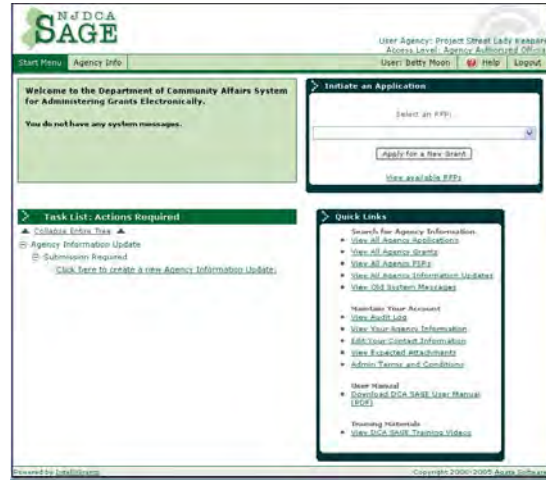 NJDCA
SAGE
User Agency: Project Street Lady Keepers
Access Level: Agency Authorized Official
Start Menu Agency Info User: Betty Moon Help Logout
Welcome to the Department of Community Affairs System
for Administering Grants Electronically.
You do not have any system messages.
Initiate an Application
Select an RFP:
Apply for a New Grant
View available RFPs
Task List: Actions Required
Collapse Entire Tree
Agency Information Update
Submission Required
Click here to create a new Agency Information Update.
Quick Links
Search for Agency Information
View All Agency Applications
View All Agency Grants
View All Agency
View All Agency Information Updates
View Old System Messages
Maintain Your Account
View Audit Log
View Your Agency Information
Edit Your Contact Information
View Expected Attachments
Admin Terms and Conditions
User Manual
Download DCA SAGE User Manual
(PDF)
Training Materials
View DCA SAGE Training Videos
Powered by IntelliGrants
Copyright 2000-2005 Agate Software